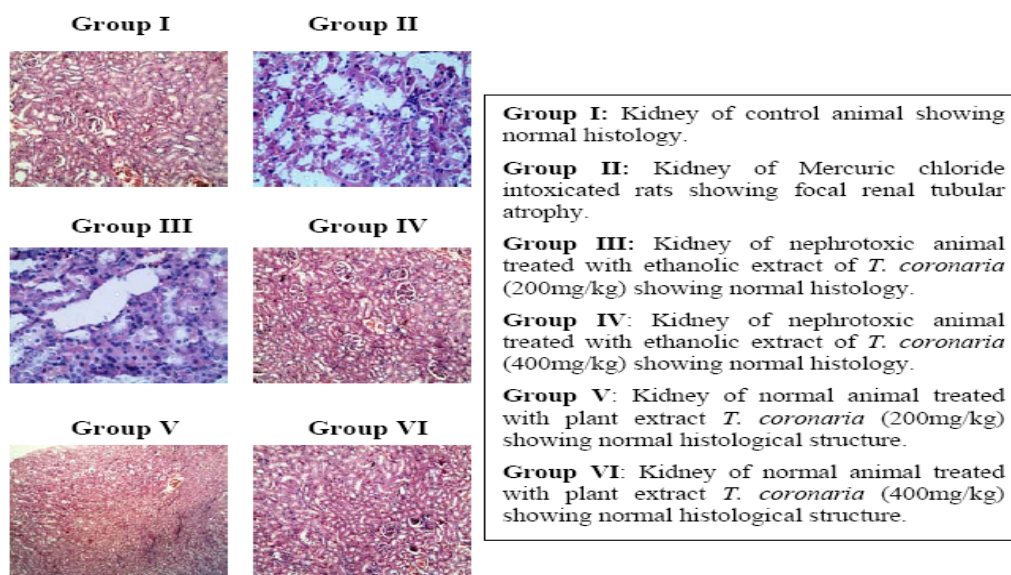 Group I
Group II
Group III
Group IV
Group V
Group VI
Group I: Kidney of control animal showing
normal histology.
Group II: Kidney of Mercuric chloride
intoxicated rats showing focal renal tubular
atrophy.
Group III: Kidney of nephrotoxic animal
treated with ethanolic extract of T. coronaria
(200mg/kg) showing normal histology.
Group IV: Kidney of nephrotoxic animal
treated with ethanolic extract of T. coronaria
(400mg/kg) showing normal histology.
Group V: Kidney of normal animal treated
with plant extract T. coronaria (200mg/kg)
showing normal histological structure.
Group VI: Kidney of normal animal treated
with plant extract T. coronaria (400mg/kg)
showing normal histological structure.